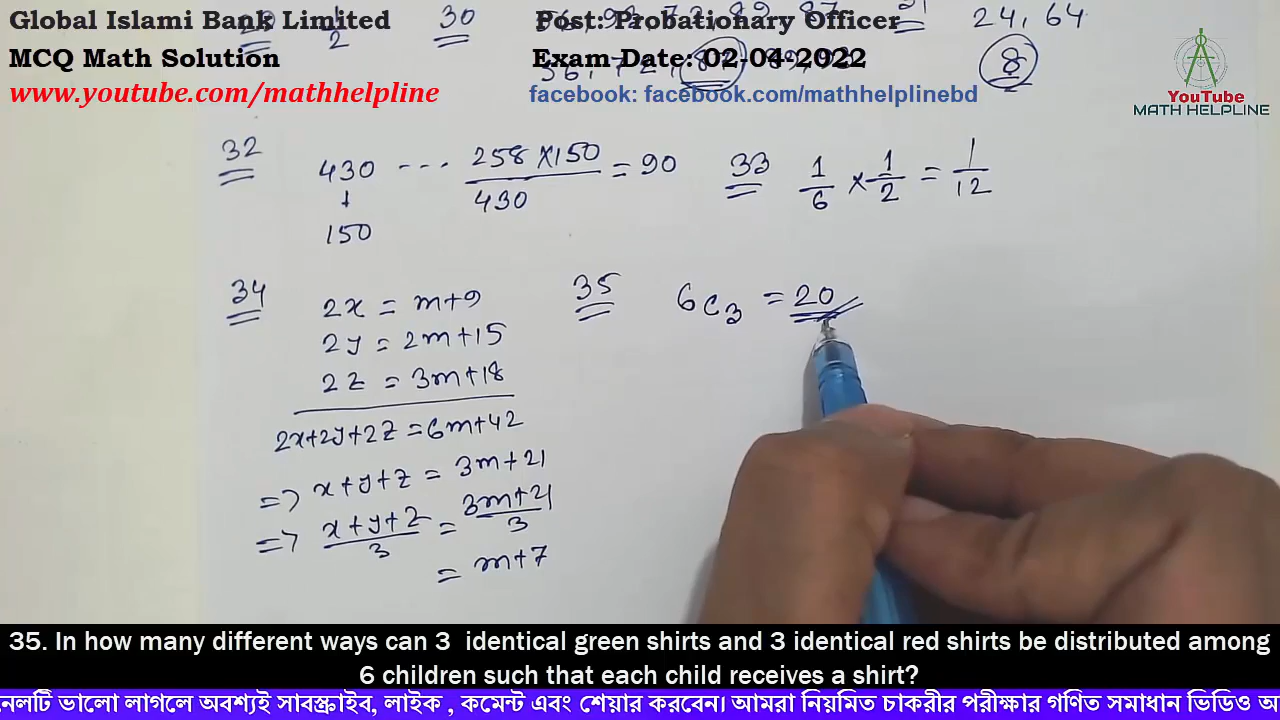 Global Islami Bank Limited
Post: Probationary Officer
MCQ Math Solution
Exam Date: 02-04-2022
www.youtube.com/mathhelpline
facebook: facebook.com/mathhelplinebd
YouTube
MATH HELPLINE
1/2
30
24, 64
8
32
430 --- (258 × 150)/430 = 90
↓
150
33
1/6 × 1/2 = 1/12
34
2x = m+9
2y = 2m+15
2z = 3m+18
2x+2y+2z = 6m+42
=> x+y+z = 3m+21
=> (x+y+z)/3 = (3m+21)/3
= m+7
35
6C3 = 20
35. In how many different ways can 3 identical green shirts and 3 identical red shirts be distributed among
6 children such that each child receives a shirt?
নেলটি ভালো লাগলে অবশ্যই সাবস্ক্রাইব, লাইক , কমেন্ট এবং শেয়ার করবেন। আমরা নিয়মিত চাকরীর পরীক্ষার গণিত সমাধান ভিডিও আ